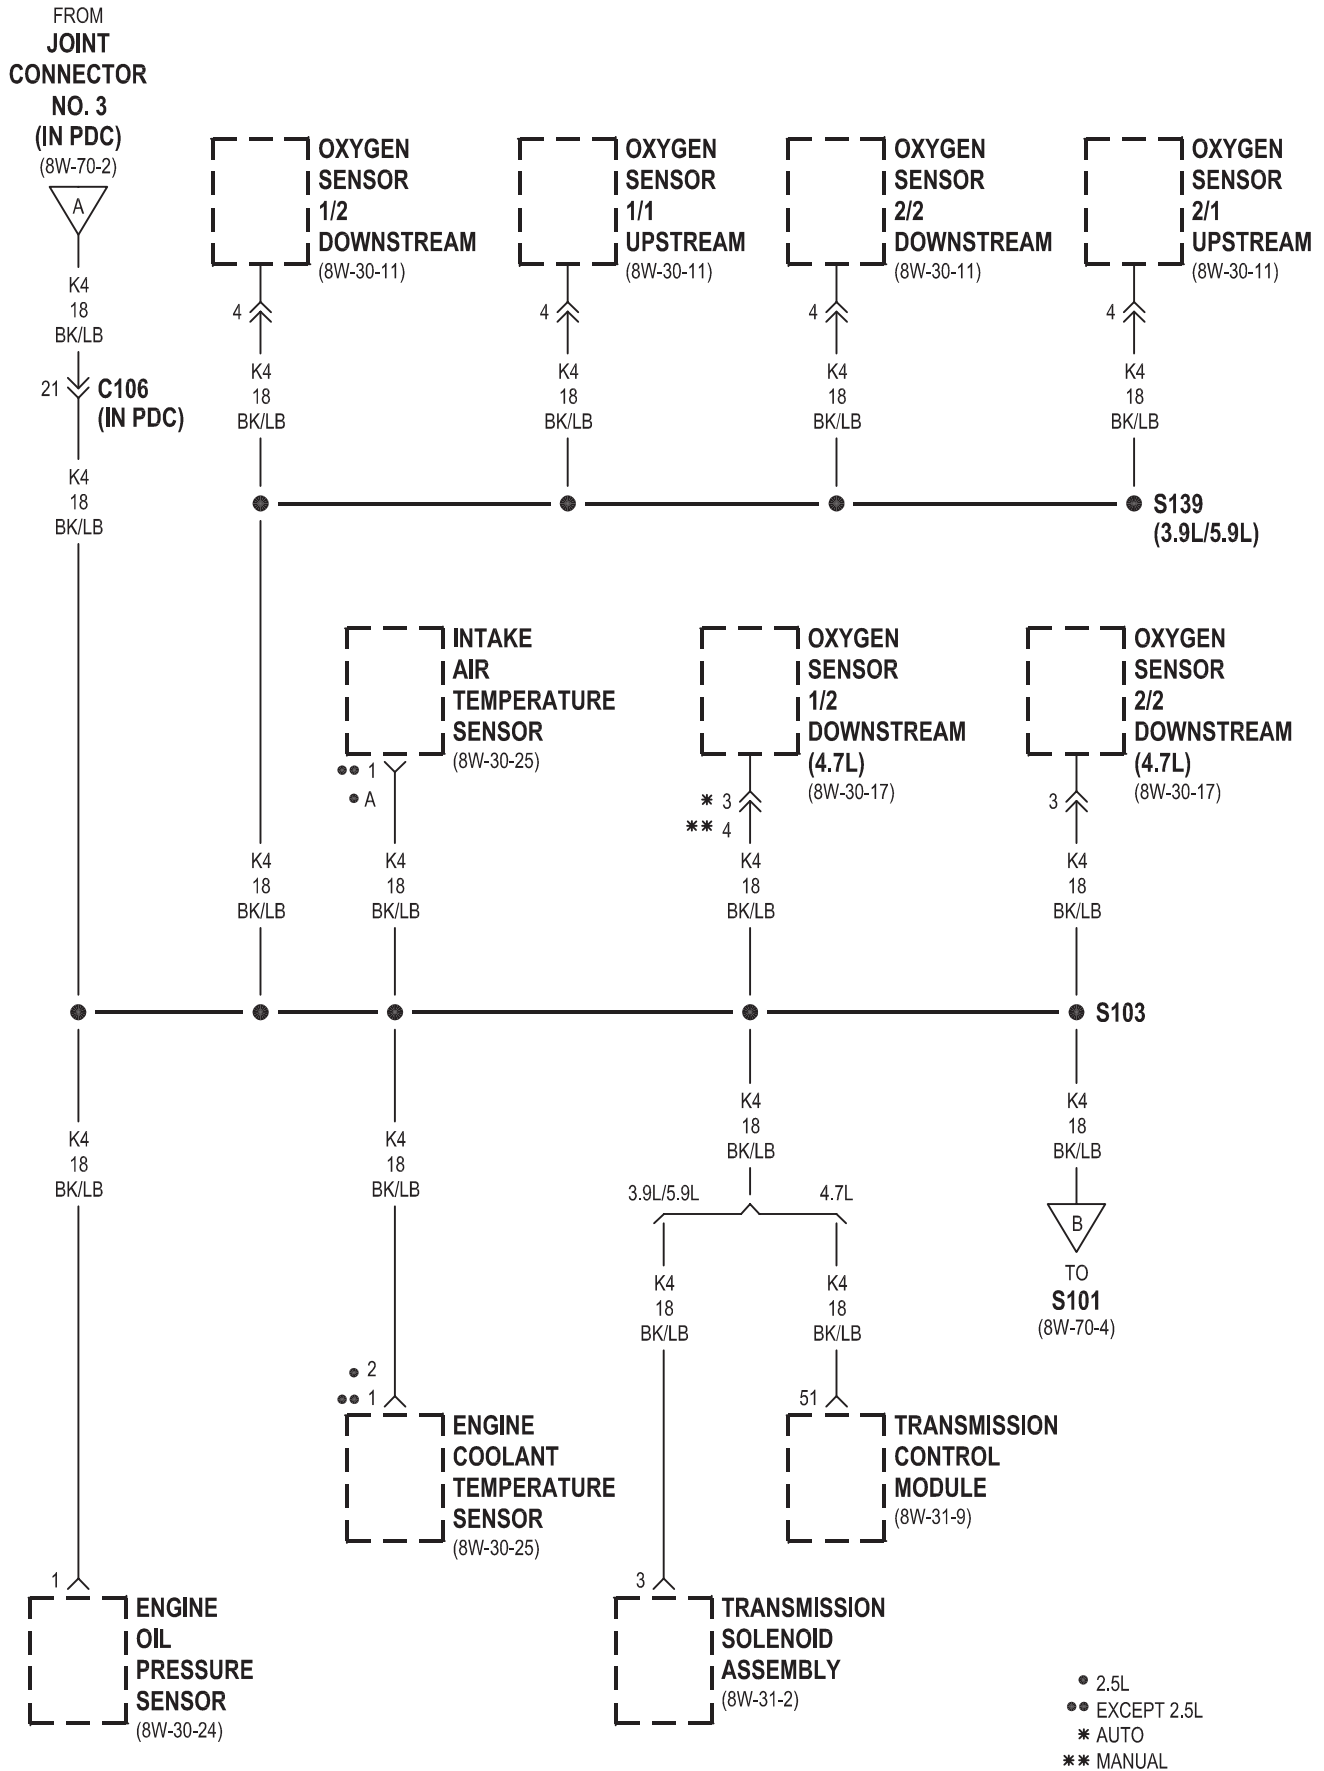 FROM
JOINT
CONNECTOR
NO. 3
(IN PDC)
(8W-70-2)
A
K4
18
BK/LB
21
C106
(IN PDC)
K4
18
BK/LB
OXYGEN
SENSOR
1/2
DOWNSTREAM
(8W-30-11)
4
K4
18
BK/LB
OXYGEN
SENSOR
1/1
UPSTREAM
(8W-30-11)
4
K4
18
BK/LB
OXYGEN
SENSOR
2/2
DOWNSTREAM
(8W-30-11)
4
K4
18
BK/LB
OXYGEN
SENSOR
2/1
UPSTREAM
(8W-30-11)
4
K4
18
BK/LB
S139
(3.9L/5.9L)
K4
18
BK/LB
INTAKE
AIR
TEMPERATURE
SENSOR
(8W-30-25)
●● 1
● A
K4
18
BK/LB
OXYGEN
SENSOR
1/2
DOWNSTREAM
(4.7L)
(8W-30-17)
* 3
** 4
K4
18
BK/LB
OXYGEN
SENSOR
2/2
DOWNSTREAM
(4.7L)
(8W-30-17)
3
K4
18
BK/LB
S103
K4
18
BK/LB
1
ENGINE
OIL
PRESSURE
SENSOR
(8W-30-24)
K4
18
BK/LB
● 2
●● 1
ENGINE
COOLANT
TEMPERATURE
SENSOR
(8W-30-25)
K4
18
BK/LB
3.9L/5.9L
4.7L
K4
18
BK/LB
3
TRANSMISSION
SOLENOID
ASSEMBLY
(8W-31-2)
K4
18
BK/LB
51
TRANSMISSION
CONTROL
MODULE
(8W-31-9)
K4
18
BK/LB
B
TO
S101
(8W-70-4)
● 2.5L
●● EXCEPT 2.5L
* AUTO
** MANUAL